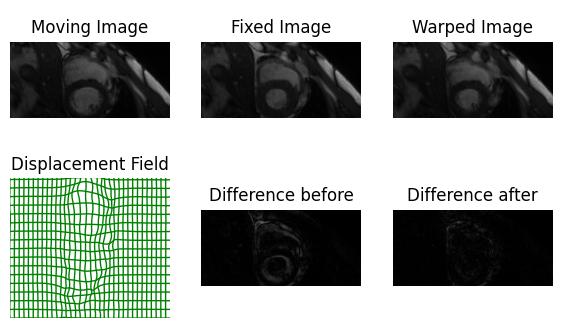 Moving Image
Fixed Image
Warped Image
Displacement Field
Difference before
Difference after